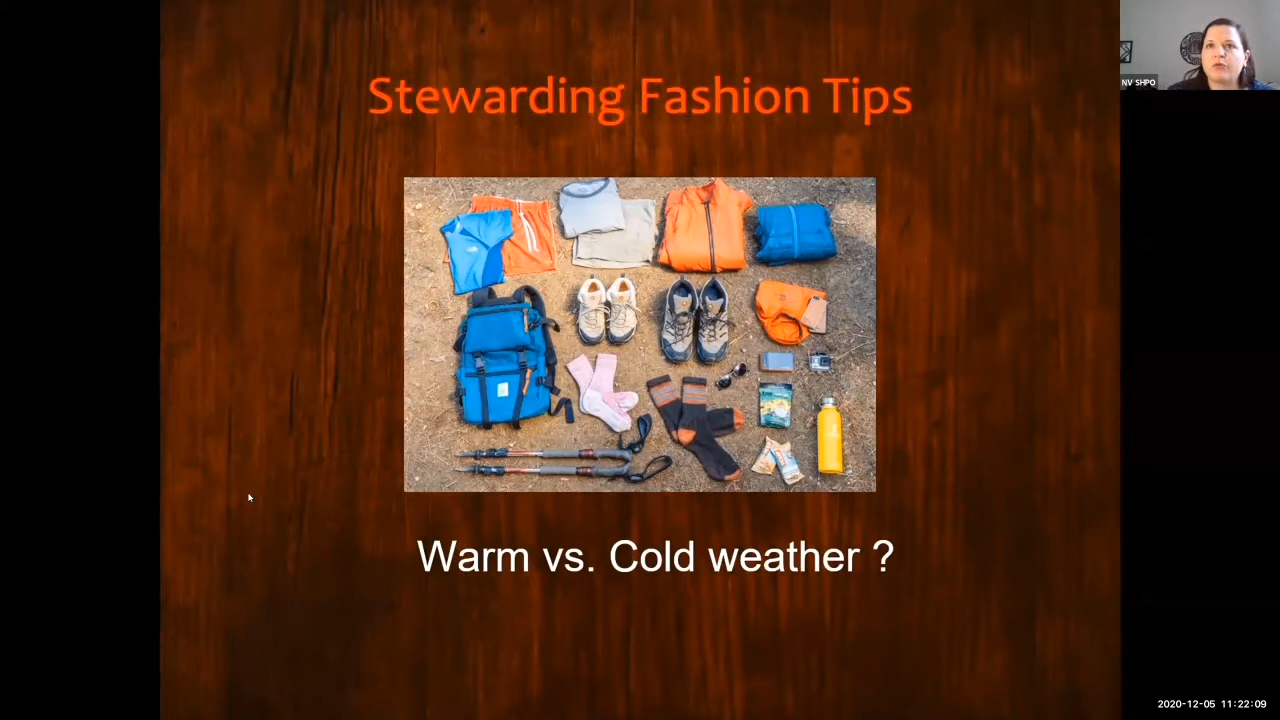 Stewarding Fashion Tips
NV SHPO
Warm vs. Cold weather ?
2020-12-05 11:22:09